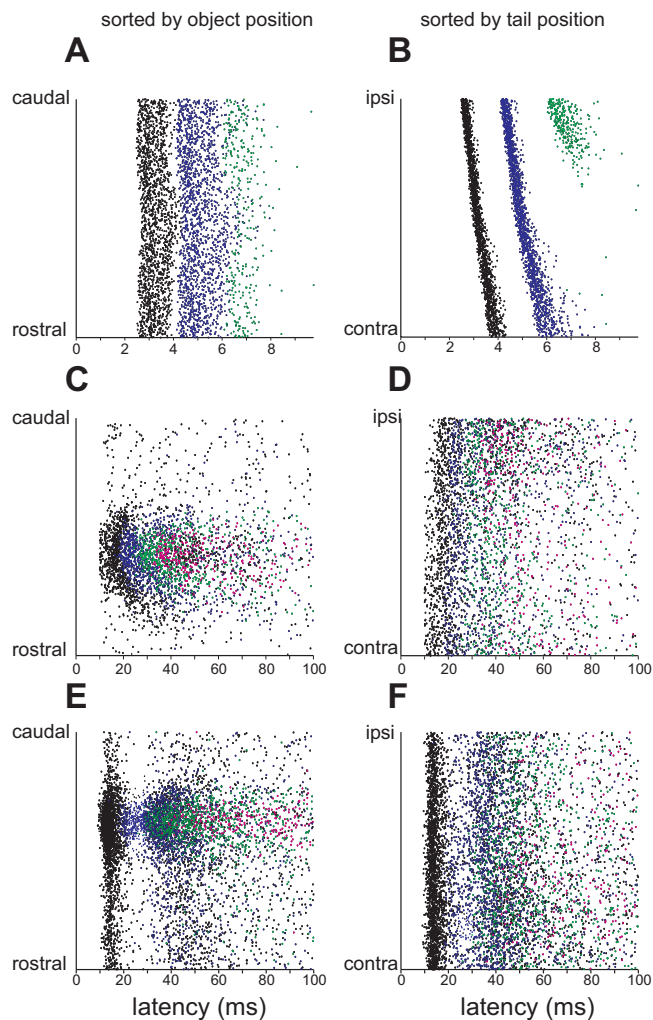 sorted by object position
sorted by tail position
A
B
caudal
ipsi
rostral
contra
0 2 4 6 8
0 2 4 6 8
C
D
caudal
ipsi
rostral
contra
0 20 40 60 80 100
0 20 40 60 80 100
E
F
caudal
ipsi
rostral
contra
0 20 40 60 80 100
0 20 40 60 80 100
latency (ms)
latency (ms)